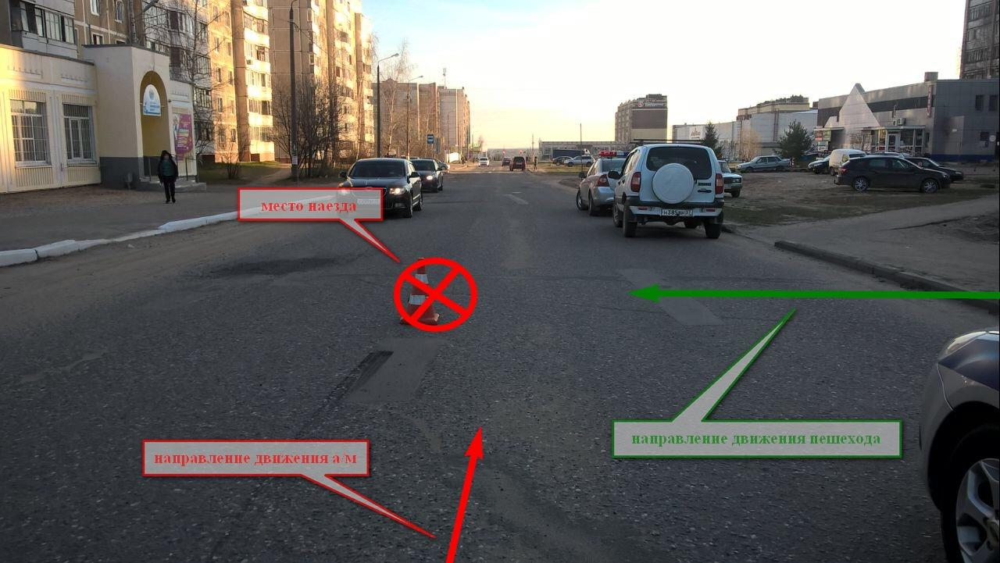 место наезда
направление движения а/м
направление движения пешехода